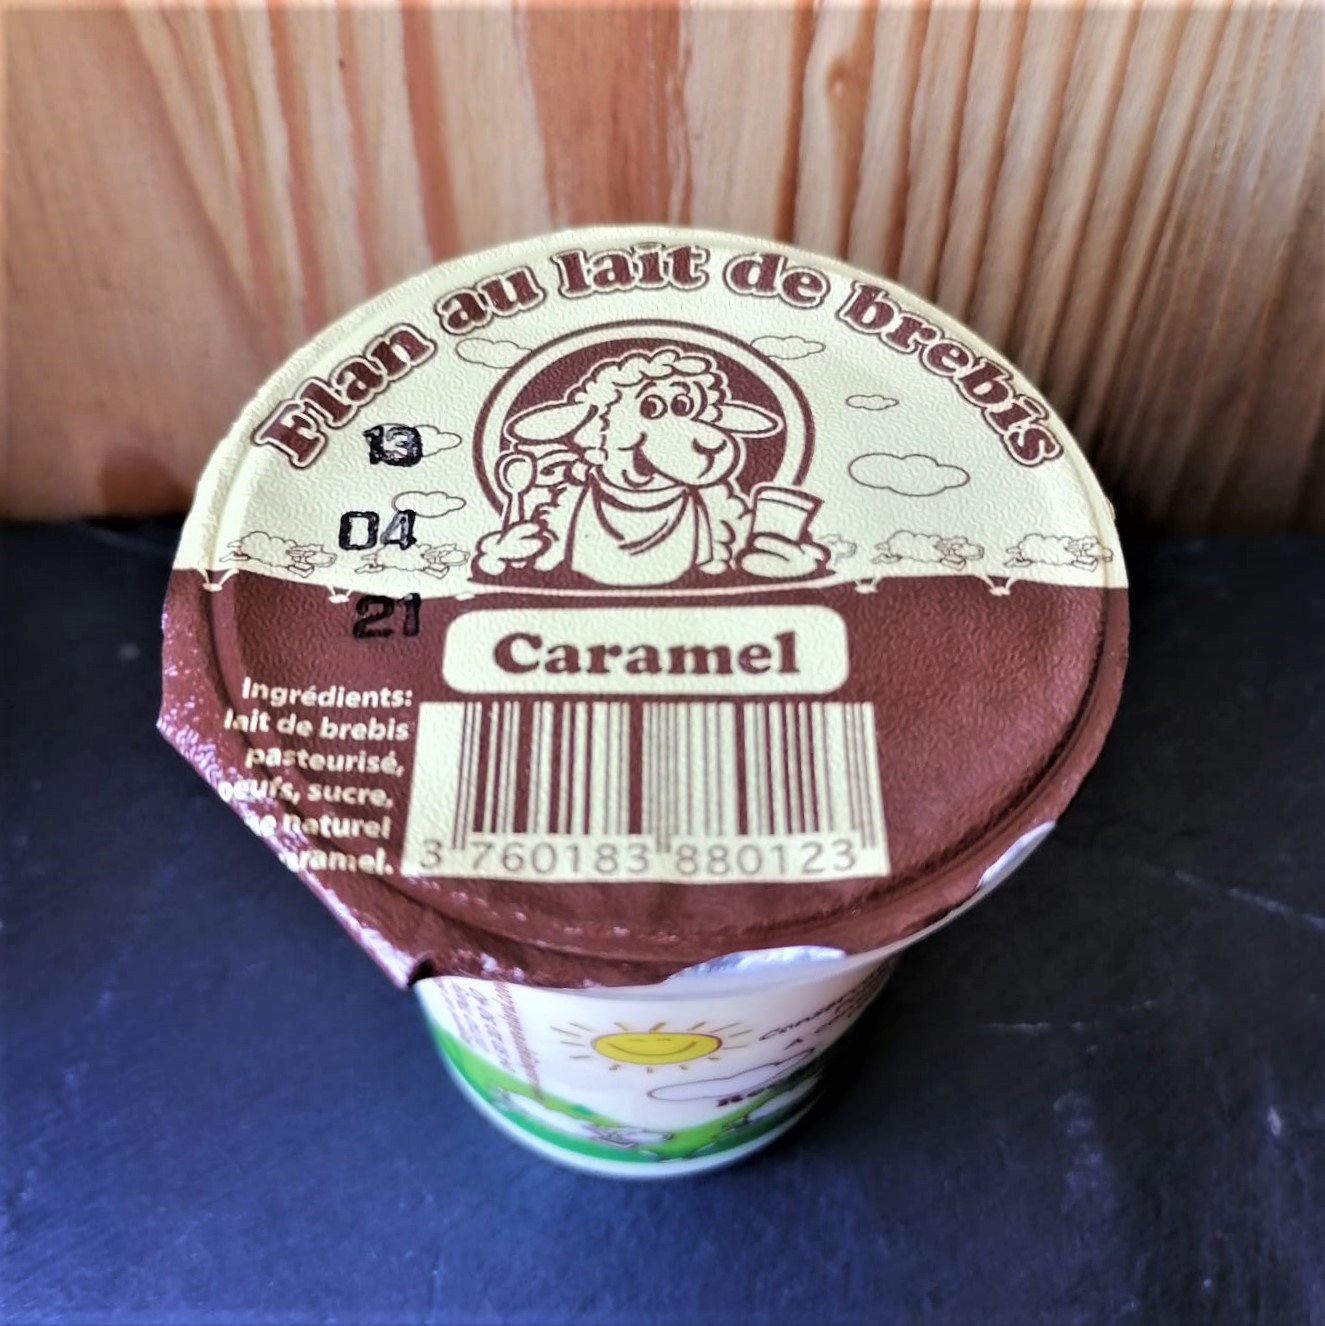 Flan au lait de brebis
13
04
21
Caramel
Ingrédients:
lait de brebis
pasteurisé,
oeufs, sucre,
naturel
3 760183 880123